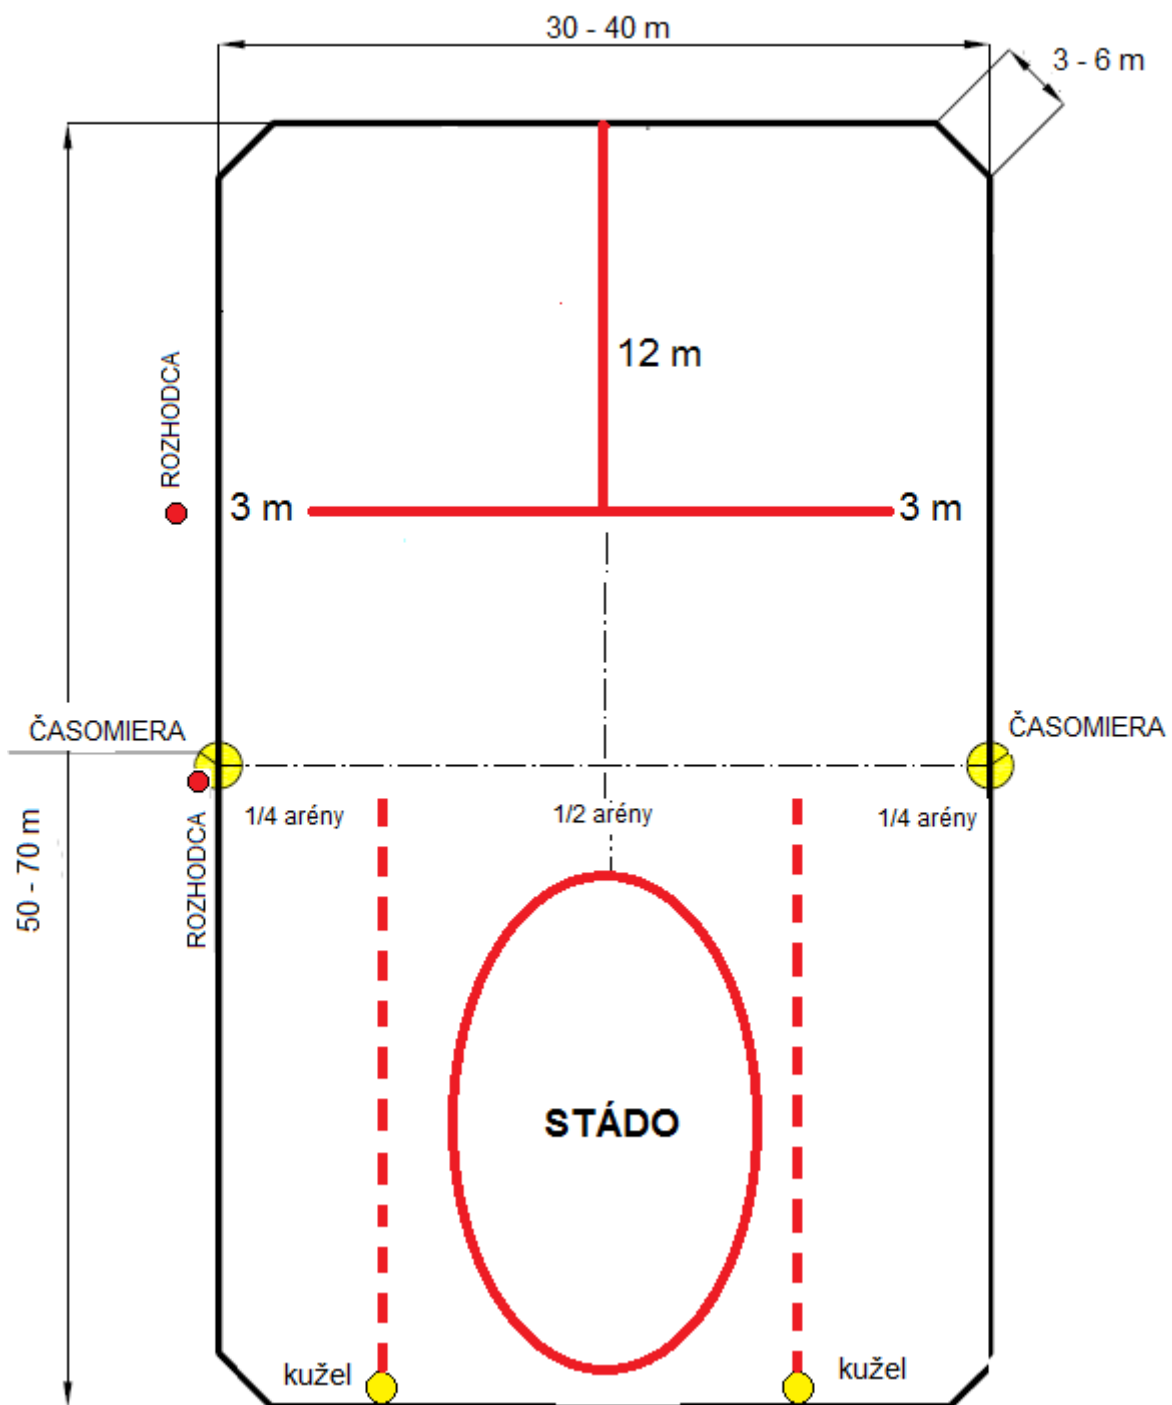 30 - 40 m
3 - 6 m
12 m
ROZHODCA
3 m
3 m
ČASOMIERA
ČASOMIERA
1/4 arény
1/2 arény
1/4 arény
50 - 70 m
ROZHODCA
STÁDO
kužel
kužel